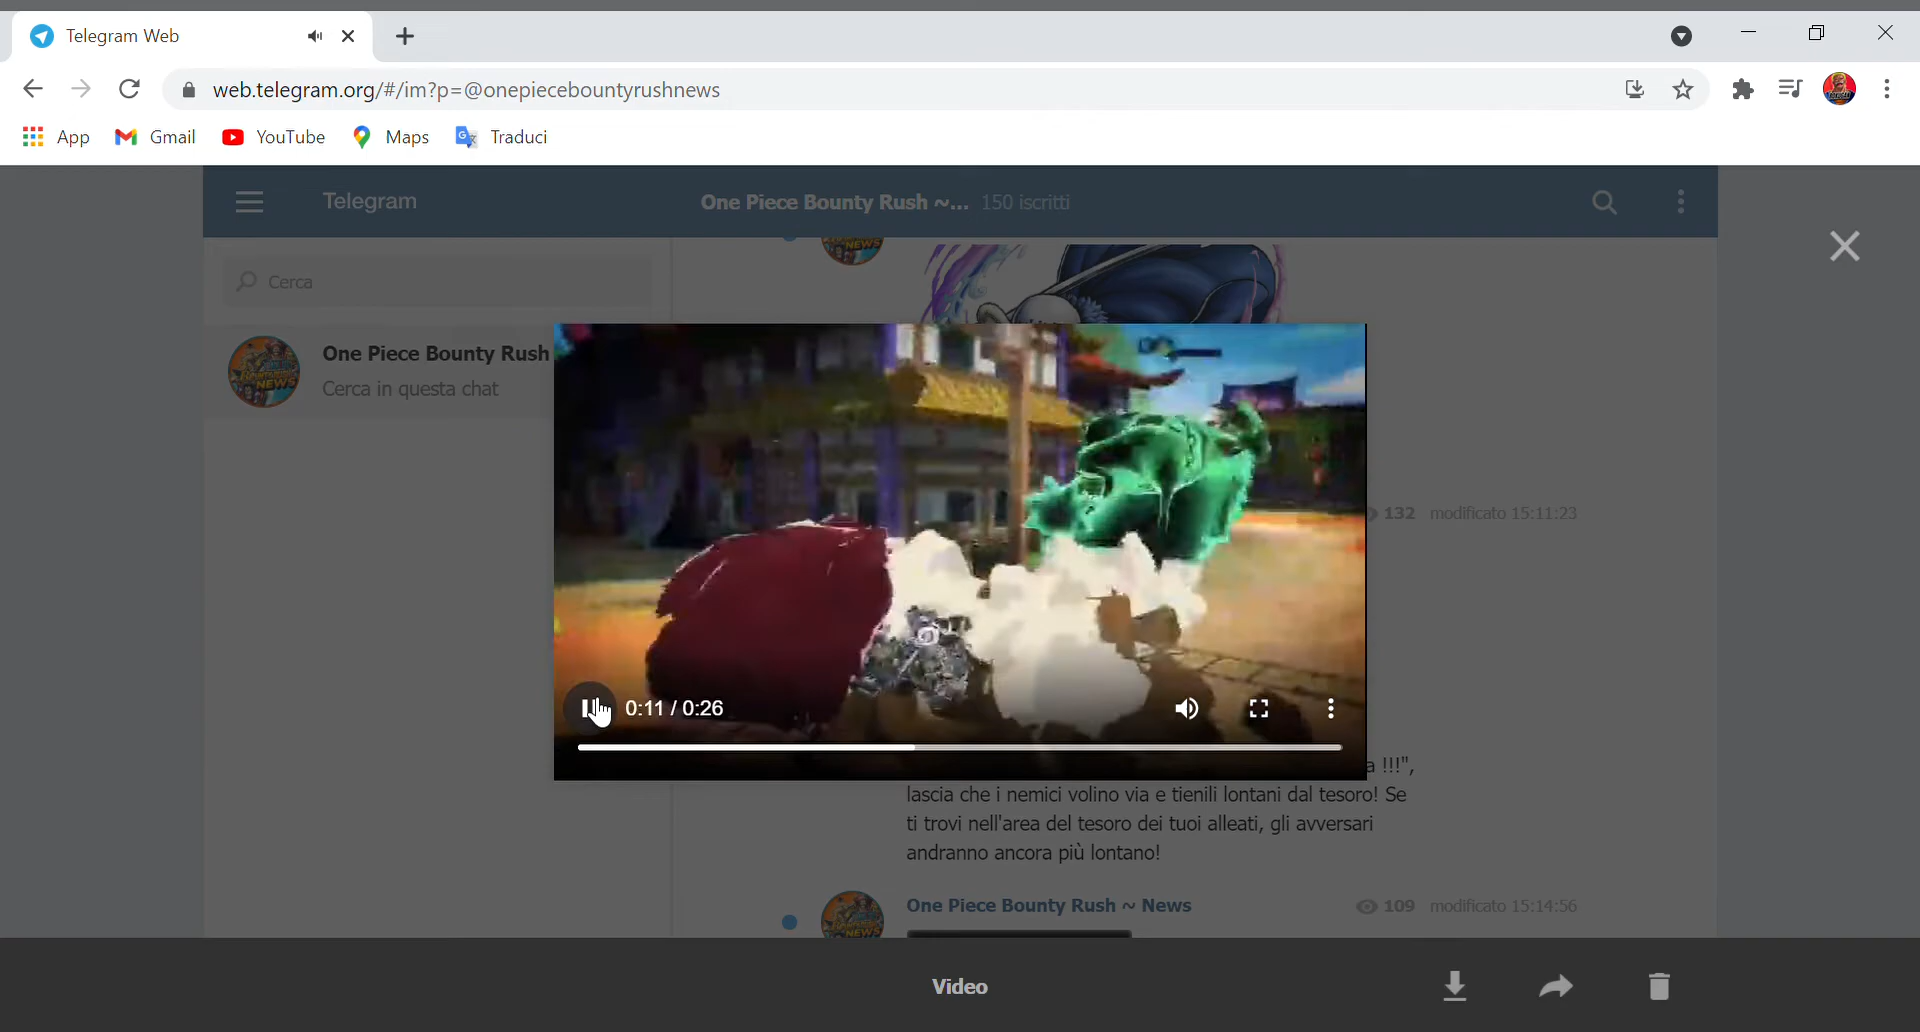 Telegram Web
web.telegram.org/#/im?p=@onepiecebountyrushnews
App Gmail YouTube Maps Traduci
Telegram One Piece Bounty Rush ~... 150 iscritti
NEWS
Cerca
One Piece Bounty Rush
Cerca in questa chat
NEWS
132 modificato 15:11:23
0:11 / 0:26
a !!!",
lascia che i nemici volino via e tienili lontani dal tesoro! Se
ti trovi nell'area del tesoro dei tuoi alleati, gli avversari
andranno ancora più lontano!
One Piece Bounty Rush ~ News 109 modificato 15:14:56
NEWS
Video